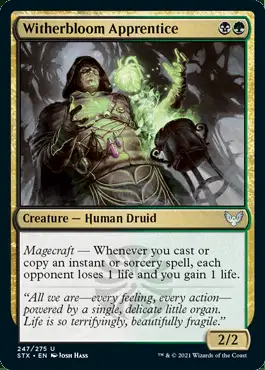 Witherbloom Apprentice
Creature — Human Druid
Magecraft — Whenever you cast or
copy an instant or sorcery spell, each
opponent loses 1 life and you gain 1 life.
"All we are—every feeling, every action—
powered by a single, delicate little organ.
Life is so terrifyingly, beautifully fragile."
2/2
247/275 U
STX • EN Josh Hass
™ & © 2021 Wizards of the Coast